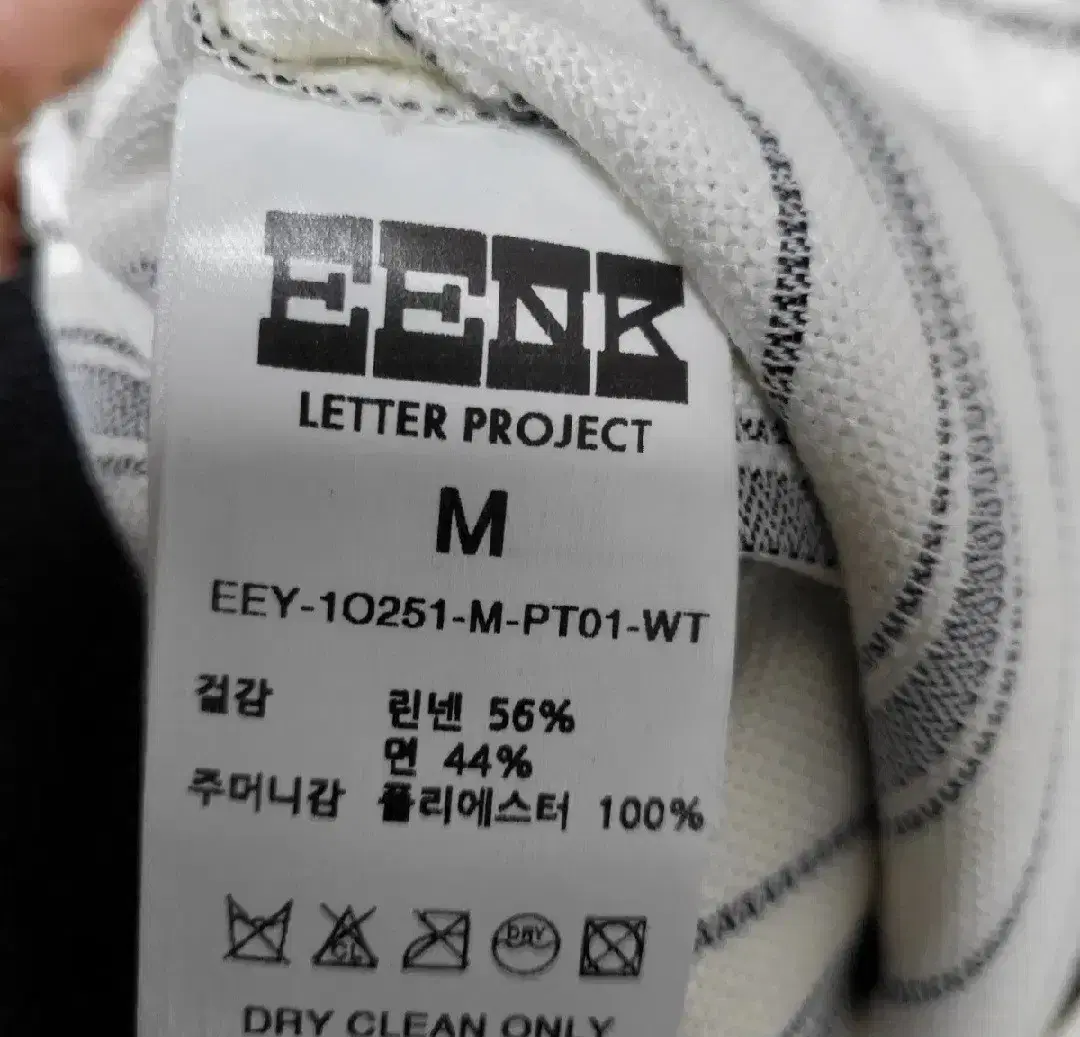 EENK
LETTER PROJECT
M
EEY-1O251-M-PT01-WT
겉감 린넨 56%
면 44%
주머니감 폴리에스터 100%
CL DRY
DRY CLEAN ONLY